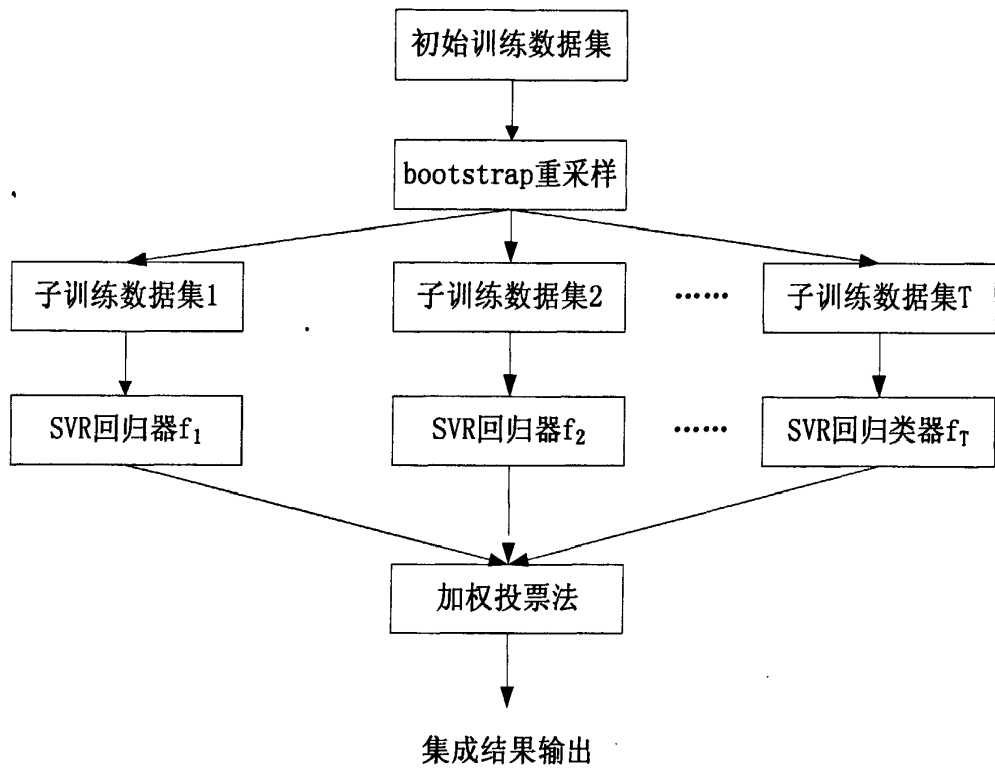 初始训练数据集
bootstrap重采样
子训练数据集1
子训练数据集2
……
子训练数据集T
SVR回归器f₁
SVR回归器f₂
……
SVR回归类器f_T
加权投票法
集成结果输出